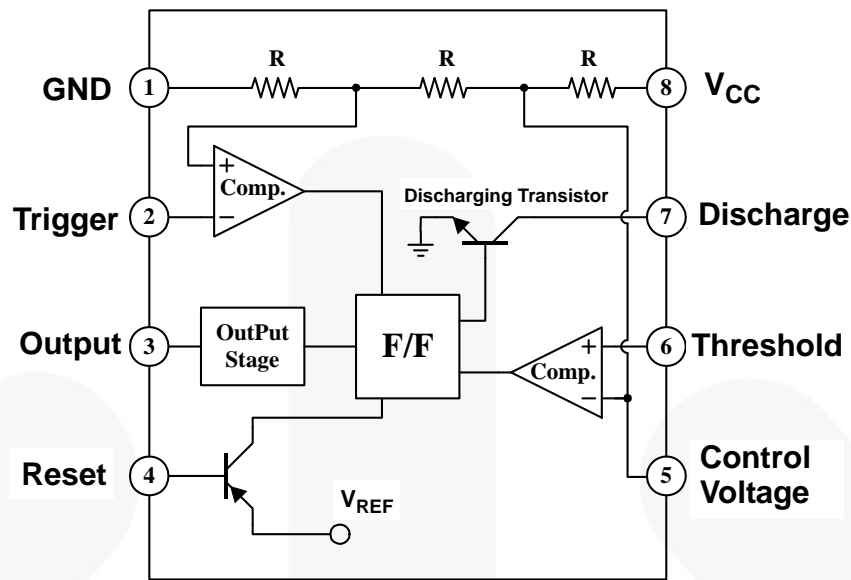 R
R
R
GND
1
8
VCC
+
Comp.
−
Trigger
2
Discharging Transistor
7
Discharge
Output
3
OutPut
Stage
F/F
Comp.
+
−
6
Threshold
Reset
4
VREF
5
Control
Voltage